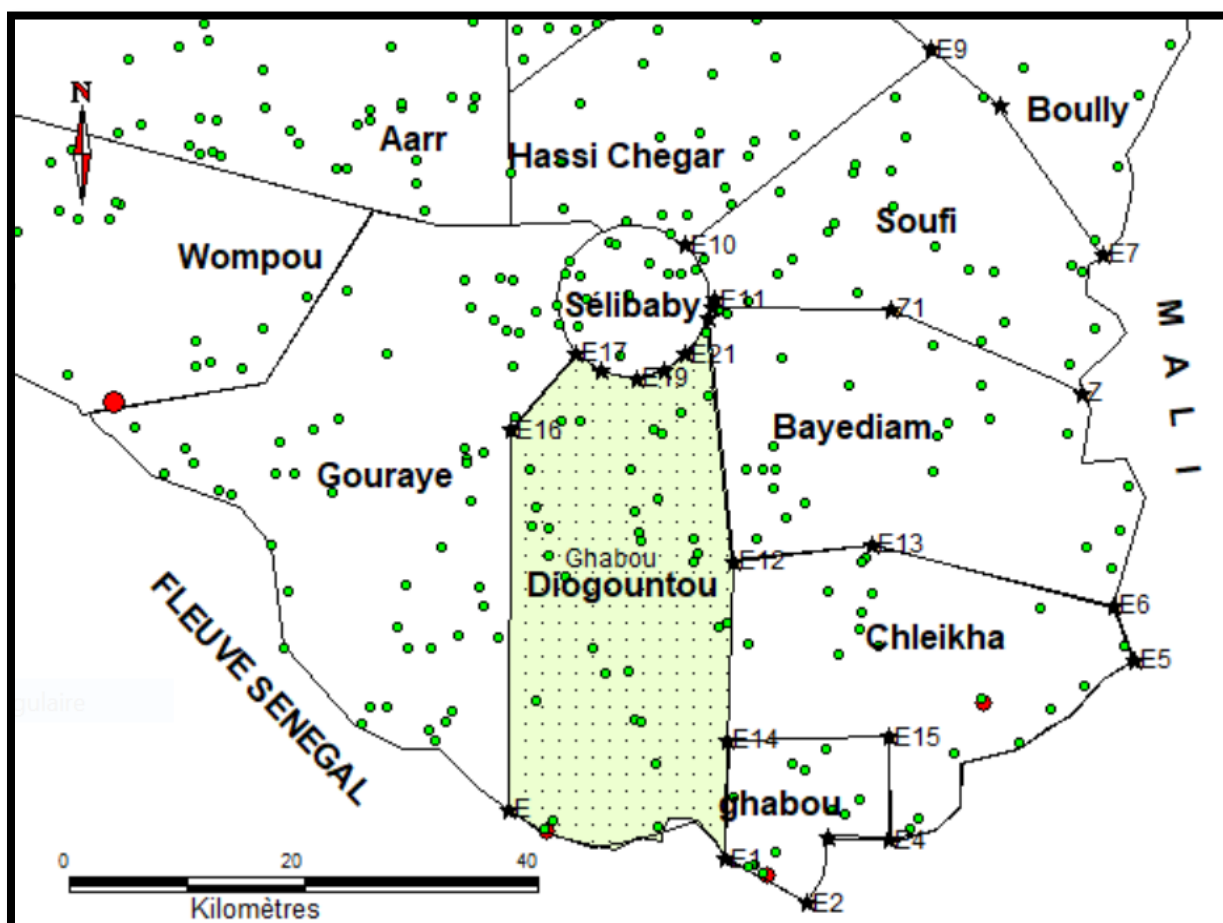 E9
N
Boully
Aarr
Hassi Chegar
Soufi
Wompou
E10
E7
Sélibaby
E11
Z1
M A L I
E17
E21
E19
Z
E16
Bayediam
Gouraye
E13
Ghabou
E12
Diogountou
E6
Chleikha
E5
FLEUVE SENEGAL
gulaire
E14
E15
ghabou
E
E4
E1
0 20 40
E2
Kilomètres